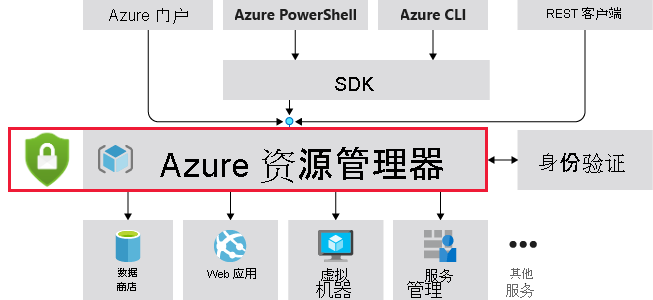 Azure 门户
Azure PowerShell
Azure CLI
REST 客户端
SDK
Azure 资源管理器
身份验证
数据
商店
Web 应用
虚拟
机器
服务
管理
其他
服务